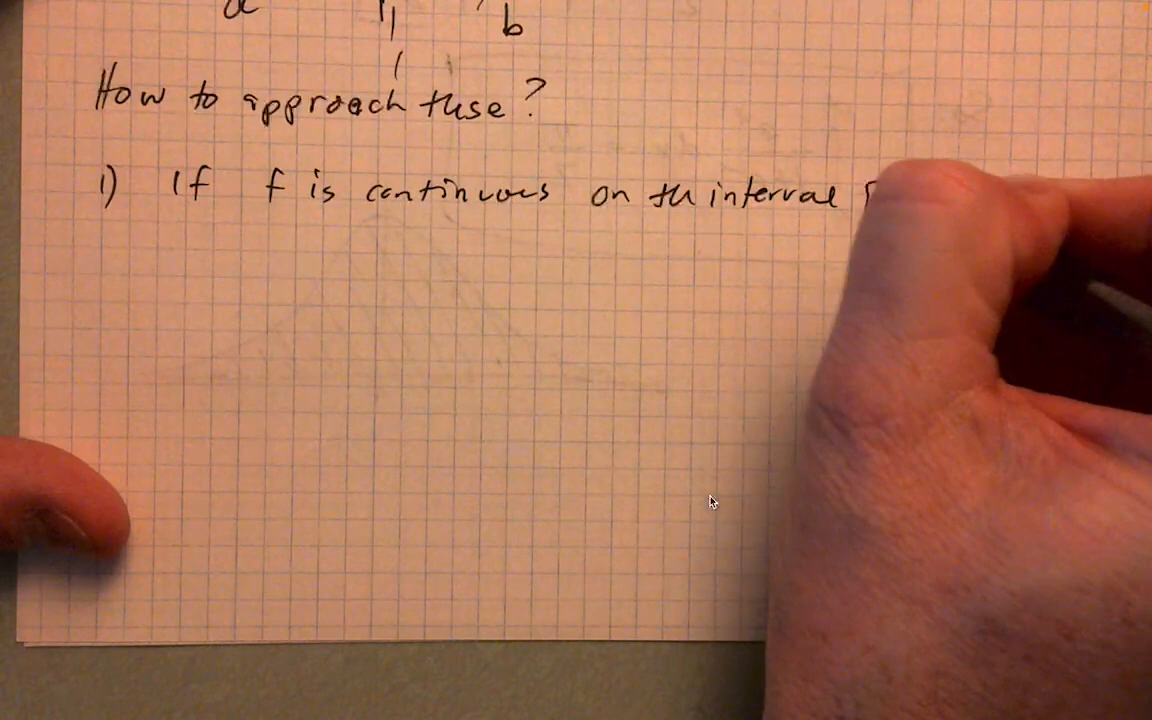 a b
How to approach these?
1) If f is continuous on the interval [